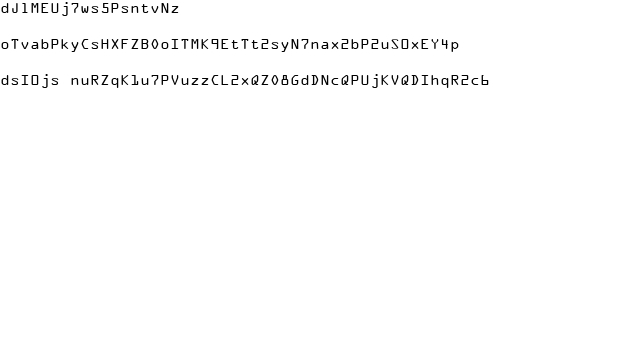 dJlMEUj7ws5PsntvNz
oTvabPkyCsHXFZB0oITMK9EtTt2syN7nax2bP2uSOxEY4p
dsIOjs nuRZqK1u7PVuzzCL2xQZ08GdDNcQPUjKVQDIhqR2c6